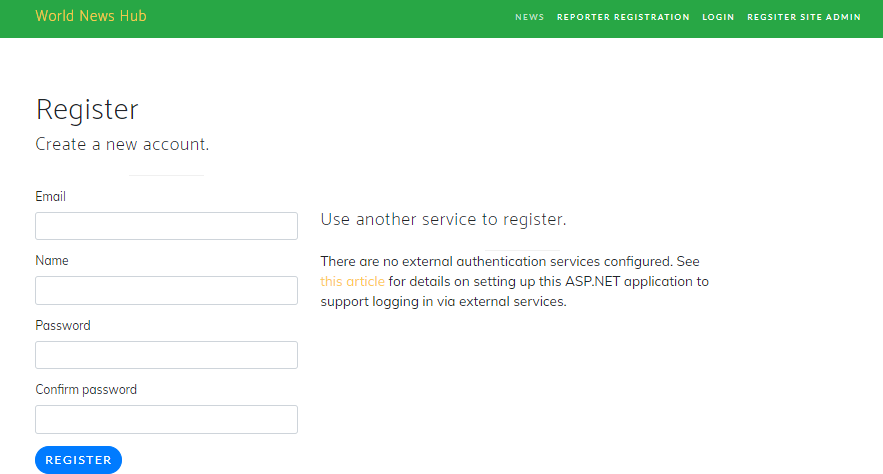 World News Hub
NEWS REPORTER REGISTRATION LOGIN REGSITER SITE ADMIN
Register
Create a new account.
Email
Name
Password
Confirm password
REGISTER
Use another service to register.
There are no external authentication services configured. See
this article for details on setting up this ASP.NET application to
support logging in via external services.